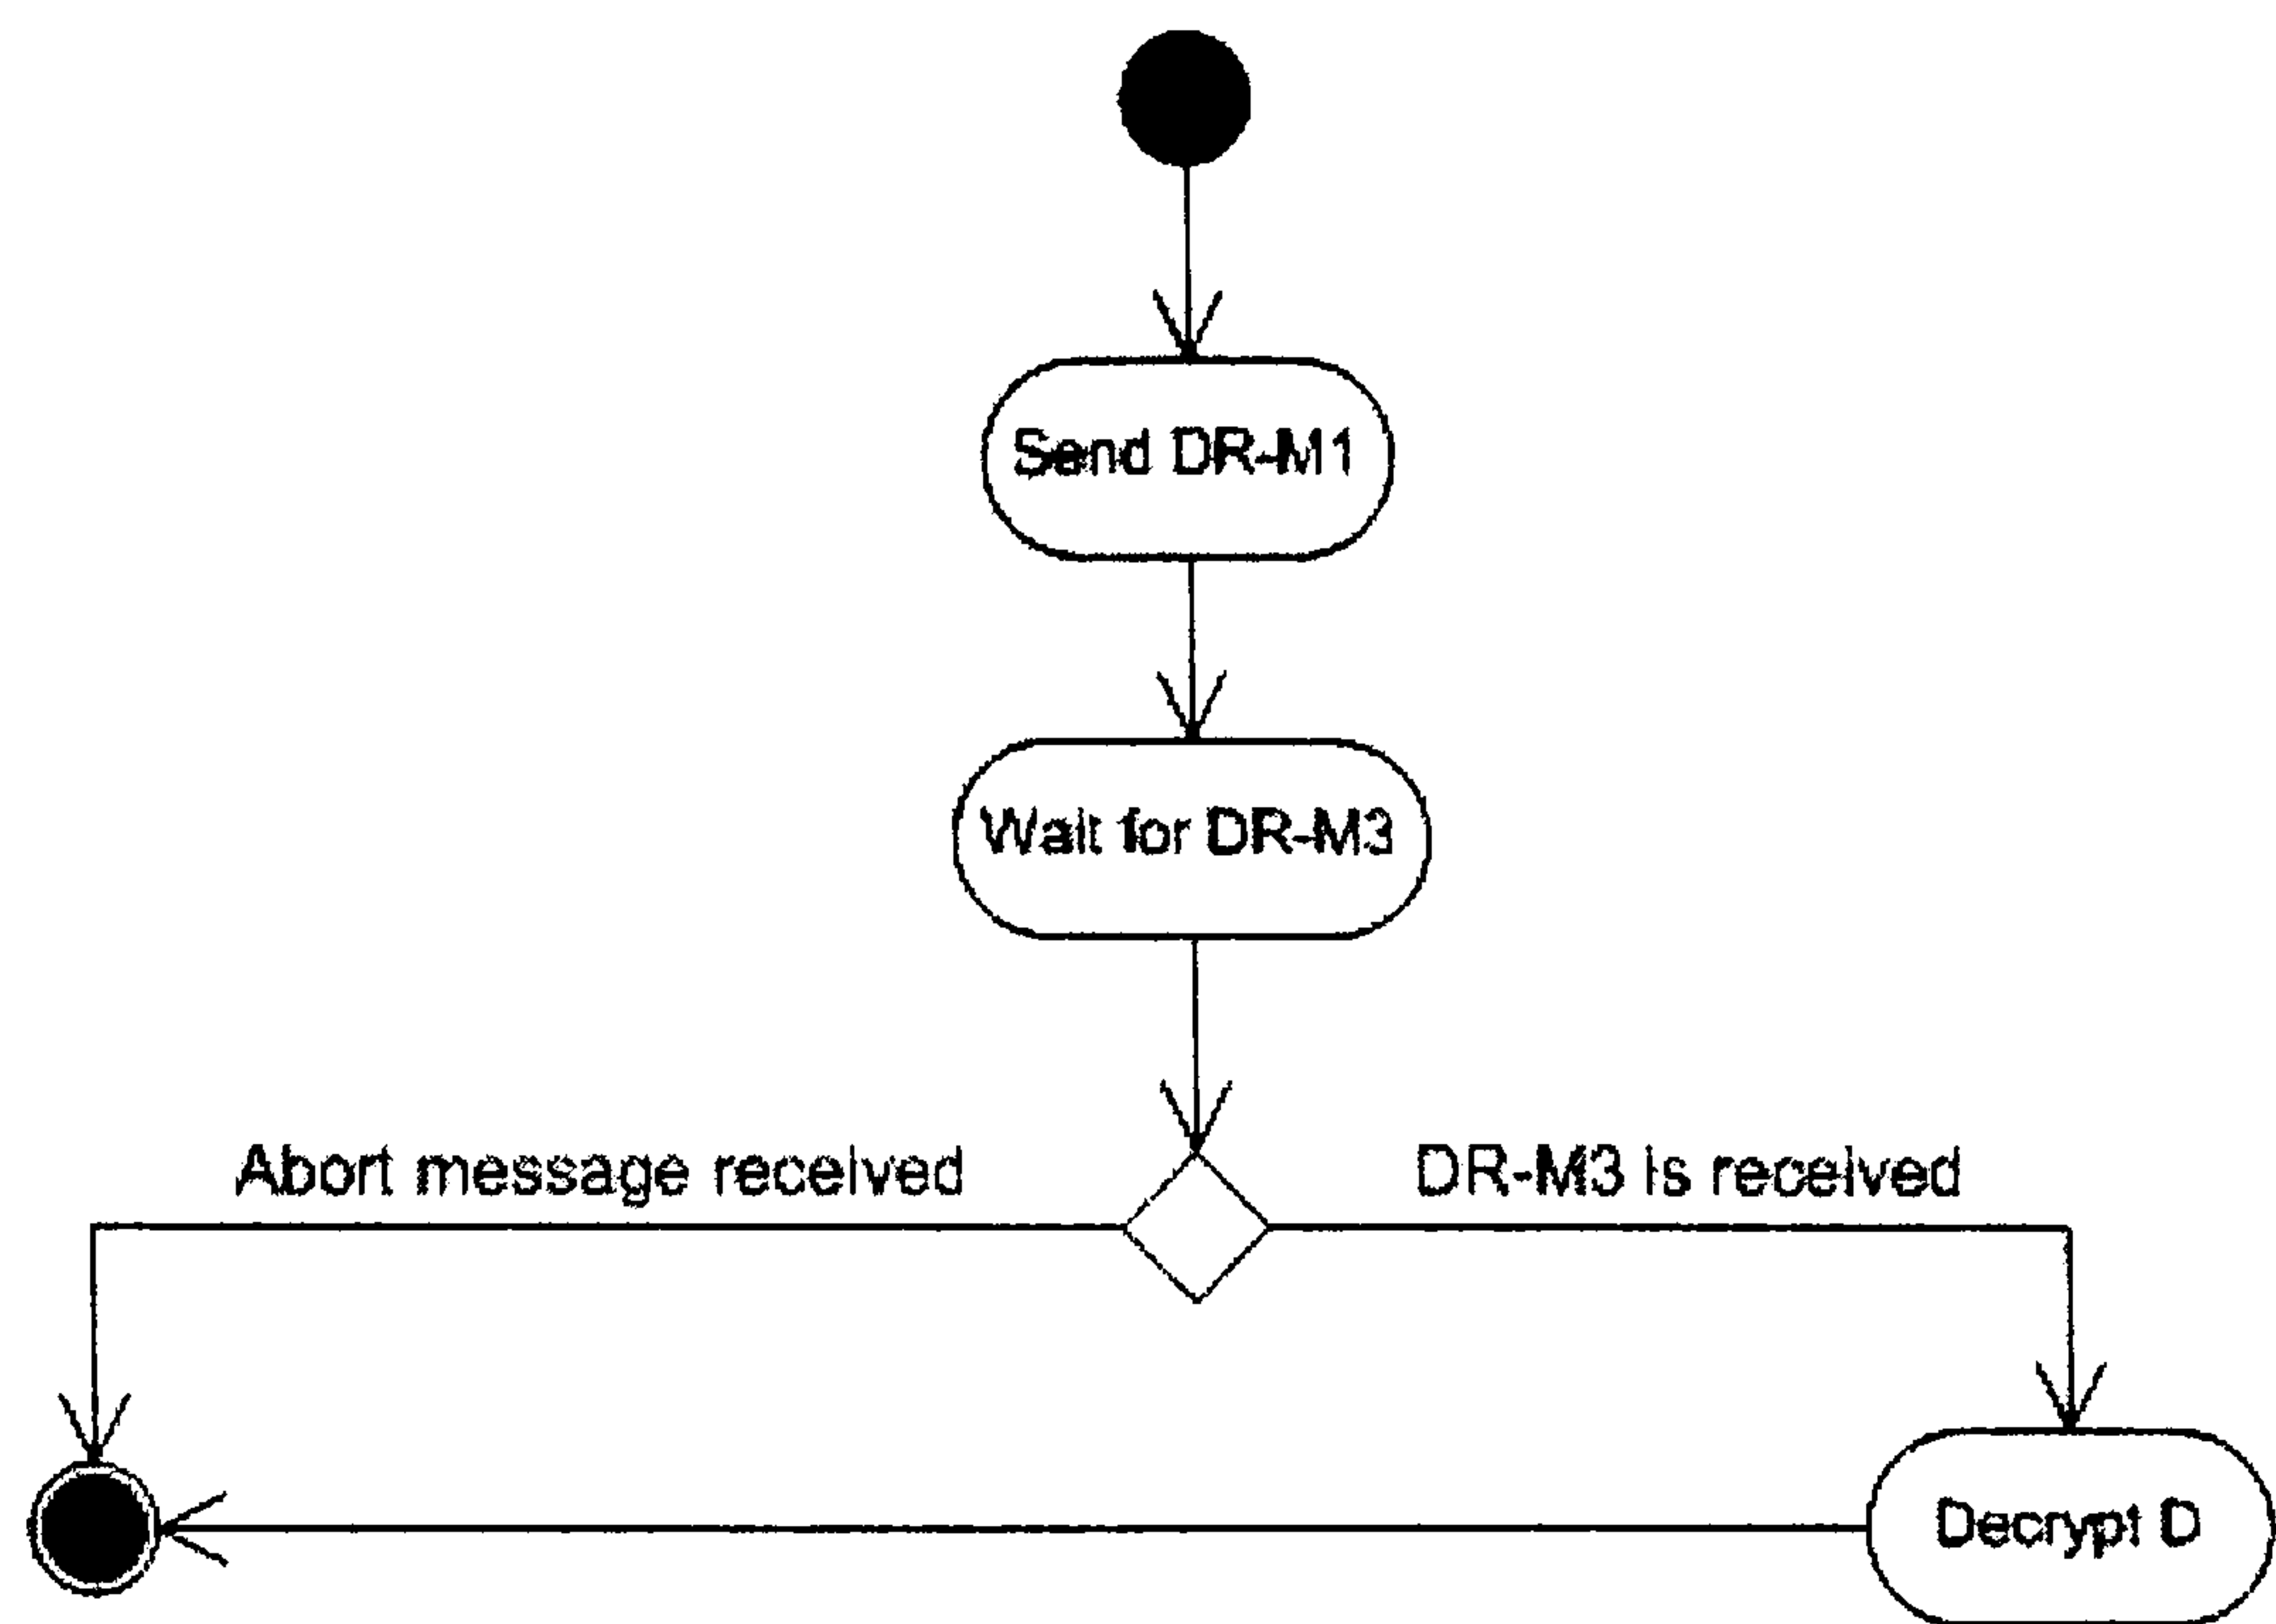 Send DR-M1
Wait for DR-M3
Abort message received
DR-M3 is received
Decrypt D